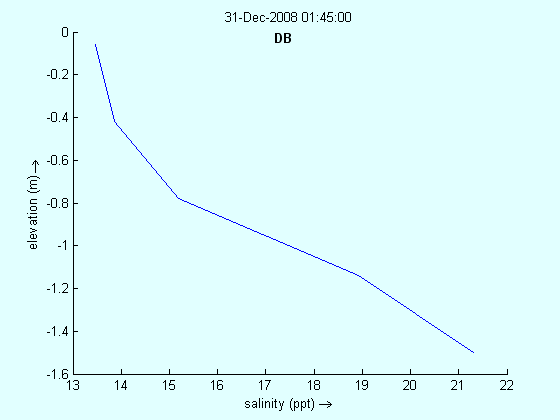 31-Dec-2008 01:45:00
DB
0
-0.2
-0.4
-0.6
-0.8
-1
-1.2
-1.4
-1.6
elevation (m) →
13 14 15 16 17 18 19 20 21 22
salinity (ppt) →